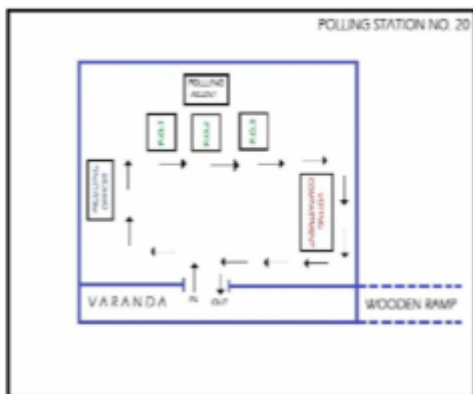 POLLING STATION NO. 20
POLLING
AGENT
VOTING
COMPARTMENT
VARANDA
IN
OUT
WOODEN RAMP